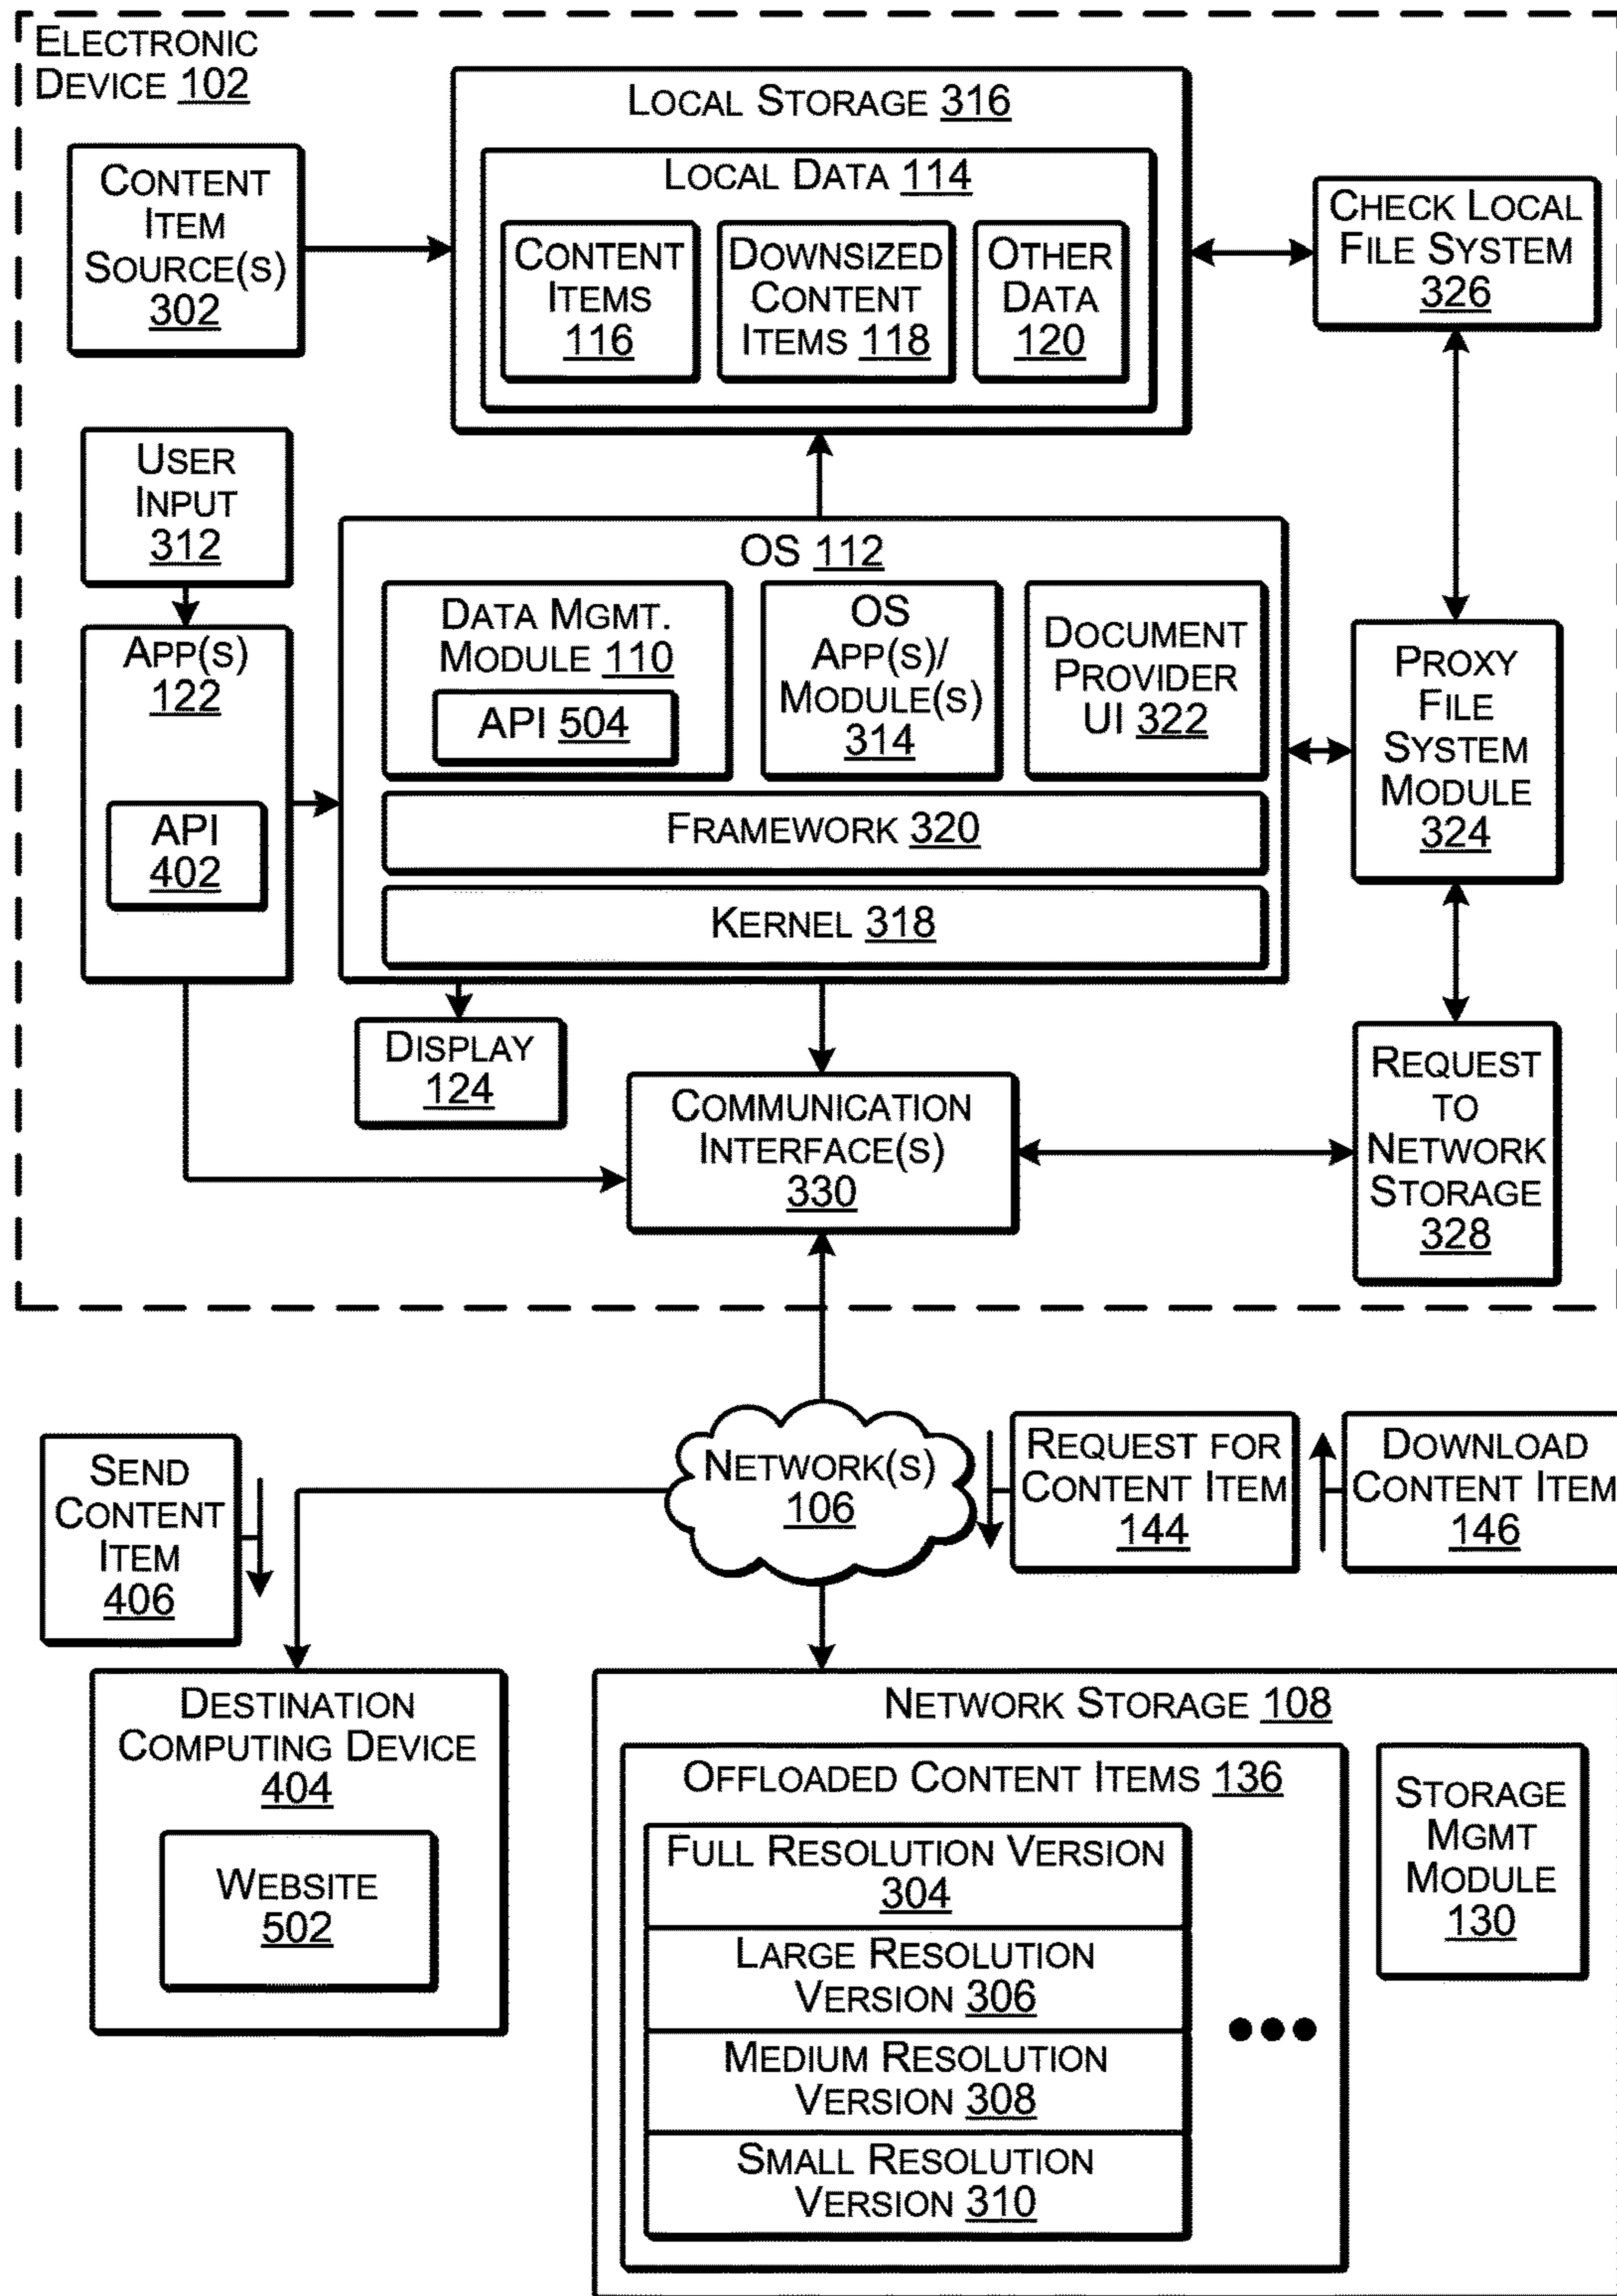 ELECTRONIC
DEVICE 102
LOCAL STORAGE 316
LOCAL DATA 114
CONTENT
ITEMS
116
DOWNSIZED
CONTENT
ITEMS 118
OTHER
DATA
120
CONTENT
ITEM
SOURCE(S)
302
CHECK LOCAL
FILE SYSTEM
326
USER
INPUT
312
APP(S)
122
API
402
OS 112
DATA MGMT.
MODULE 110
API 504
OS
APP(S)/
MODULE(S)
314
DOCUMENT
PROVIDER
UI 322
FRAMEWORK 320
KERNEL 318
PROXY
FILE
SYSTEM
MODULE
324
DISPLAY
124
COMMUNICATION
INTERFACE(S)
330
REQUEST
TO
NETWORK
STORAGE
328
SEND
CONTENT
ITEM
406
NETWORK(S)
106
REQUEST FOR
CONTENT ITEM
144
DOWNLOAD
CONTENT ITEM
146
DESTINATION
COMPUTING DEVICE
404
WEBSITE
502
NETWORK STORAGE 108
OFFLOADED CONTENT ITEMS 136
FULL RESOLUTION VERSION
304
LARGE RESOLUTION
VERSION 306
MEDIUM RESOLUTION
VERSION 308
SMALL RESOLUTION
VERSION 310
STORAGE
MGMT
MODULE
130